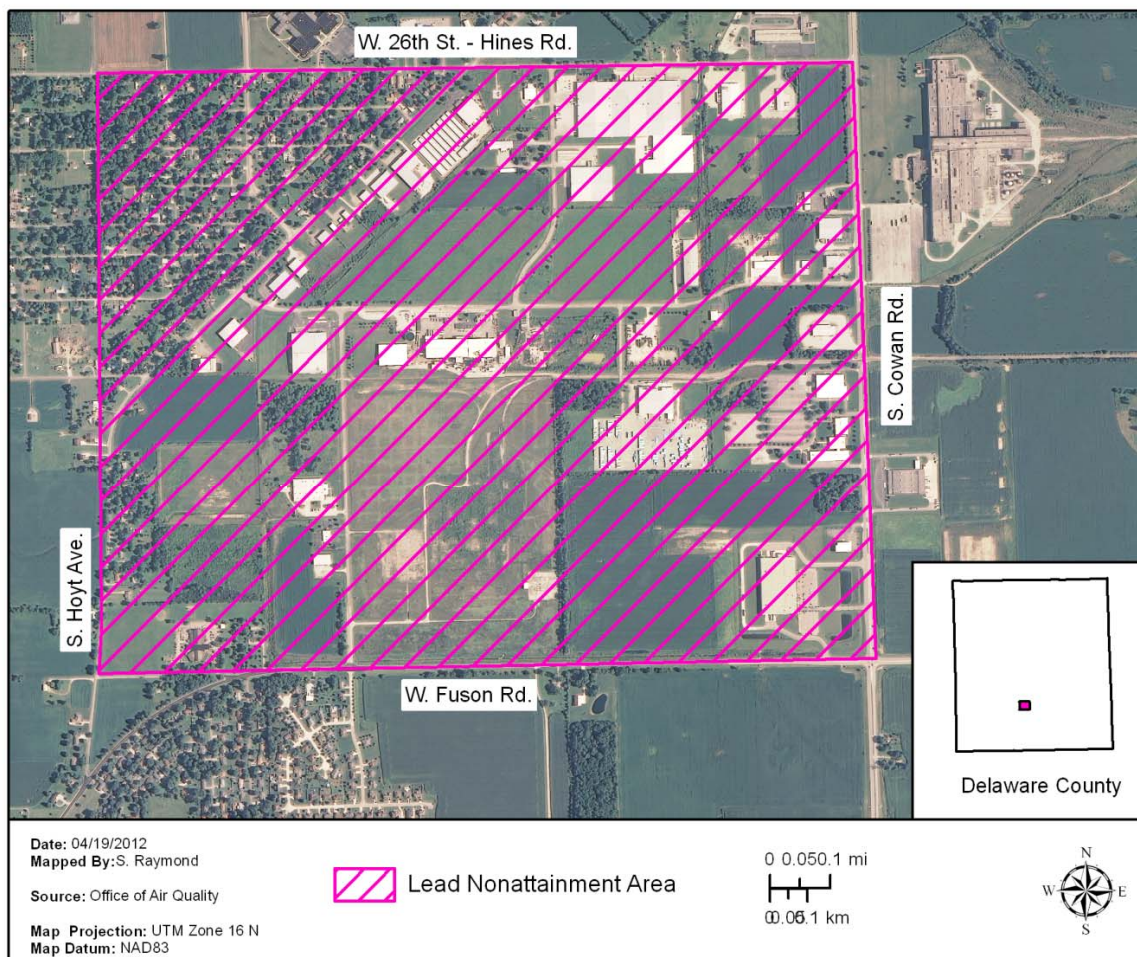 W. 26th St. - Hines Rd.
S. Cowan Rd.
S. Hoyt Ave.
W. Fuson Rd.
Delaware County
Date: 04/19/2012
Mapped By:S. Raymond
Source: Office of Air Quality
Map Projection: UTM Zone 16 N
Map Datum: NAD83
Lead Nonattainment Area
0 0.050.1 mi
0 0.05 0.1 km
N
W E
S